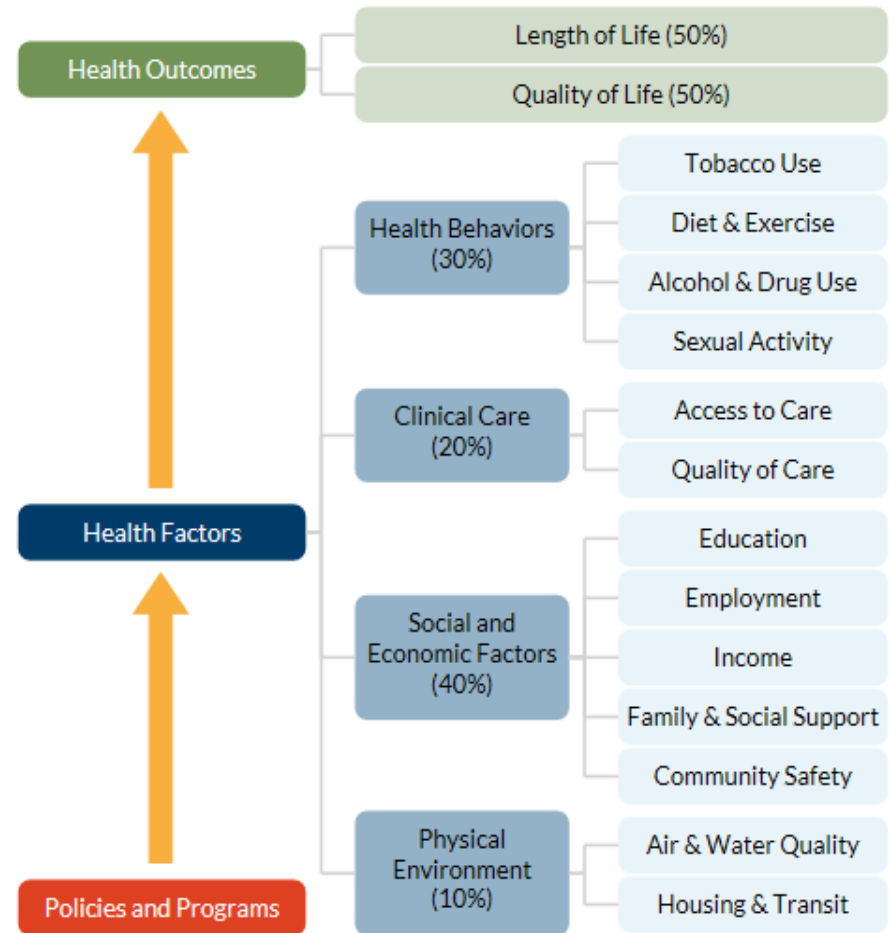 Health Outcomes
Length of Life (50%)
Quality of Life (50%)
Health Factors
Health Behaviors
(30%)
Tobacco Use
Diet & Exercise
Alcohol & Drug Use
Sexual Activity
Clinical Care
(20%)
Access to Care
Quality of Care
Social and
Economic Factors
(40%)
Education
Employment
Income
Family & Social Support
Community Safety
Physical
Environment
(10%)
Air & Water Quality
Housing & Transit
Policies and Programs